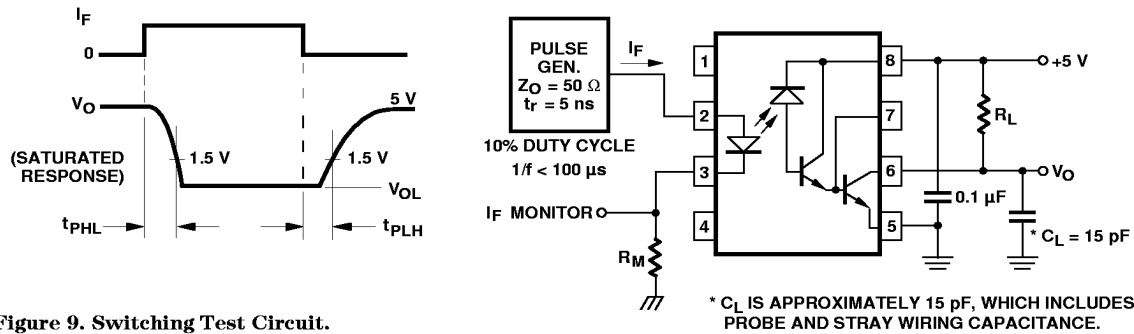 I_F
0
V_O
5 V
(SATURATED
RESPONSE)
1.5 V
1.5 V
V_OL
t_PHL
t_PLH
PULSE
GEN.
Z_O = 50 Ω
t_r = 5 ns
10% DUTY CYCLE
1/f < 100 µs
I_F
I_F MONITOR
R_M
1
2
3
4
8
7
6
5
+5 V
R_L
V_O
0.1 µF
* C_L = 15 pF
* C_L IS APPROXIMATELY 15 pF, WHICH INCLUDES
PROBE AND STRAY WIRING CAPACITANCE.
Figure 9. Switching Test Circuit.